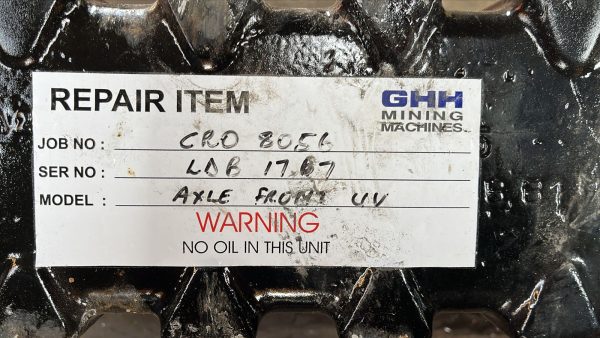 REPAIR ITEM
GHH
MINING
MACHINES
JOB NO : CRO 8056
SER NO : LDB 1767
MODEL : AXLE FRONT UV
WARNING
NO OIL IN THIS UNIT